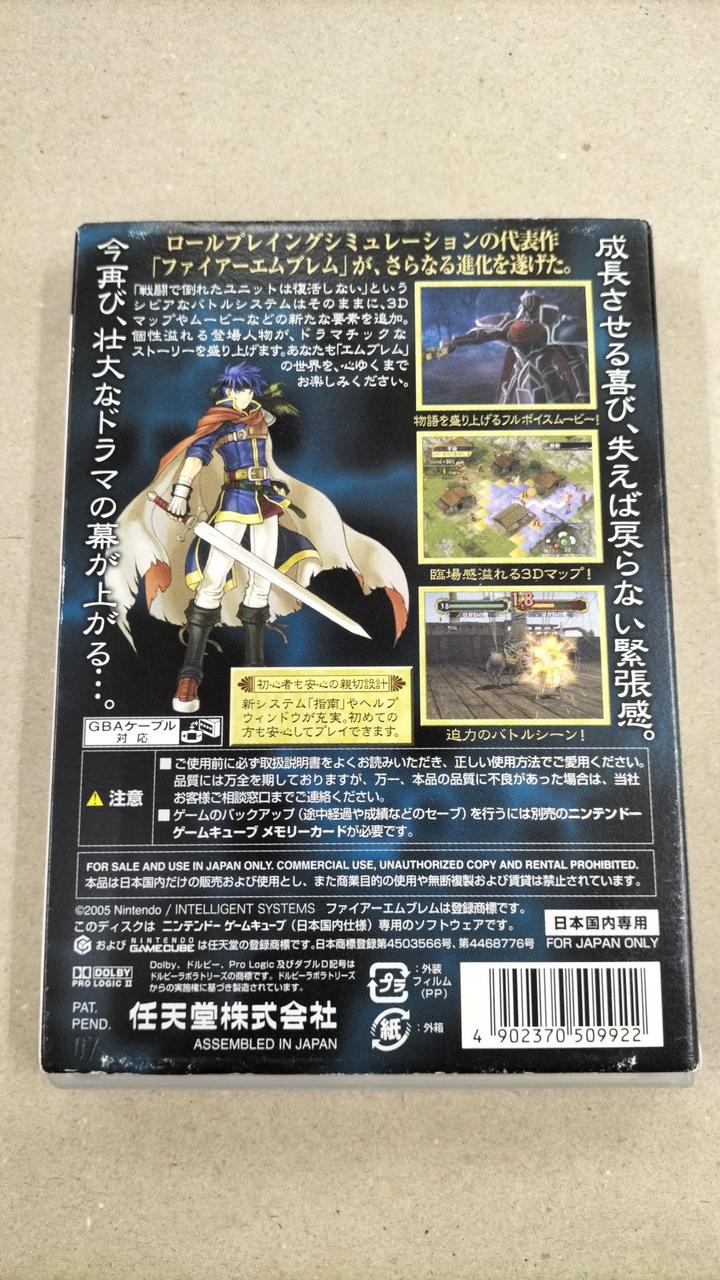 ロールプレイングシミュレーションの代表作
「ファイアーエムブレム」が、さらなる進化を遂げた。
成長させる喜び、失えば戻らない緊張感。
今再び、壮大なドラマの幕が上がる…。
「戦闘で倒れたユニットは復活しない」という
シビアなバトルシステムはそのままに、3D
マップやムービーなどの新たな要素を追加。
個性溢れる登場人物が、ドラマチックな
ストーリーを盛り上げます。あなたも「エムブレム」
の世界を、心ゆくまで
お楽しみください。
物語を盛り上げるフルボイスムービー!
臨場感溢れる3Dマップ!
38
18
迫力のバトルシーン!
初心者も安心の親切設計
新システム「指南」やヘルプ
ウィンドウが充実。初めての
方も安心してプレイできます。
GBAケーブル
対応
注意
■ご使用前に必ず取扱説明書をよくお読みいただき、正しい使用方法でご愛用ください。
品質には万全を期しておりますが、万一、本品の品質に不良があった場合は、当社
お客様ご相談窓口までご連絡ください。
■ゲームのバックアップ(途中経過や成績などのセーブ)を行うには別売のニンテンドー
ゲームキューブ メモリーカードが必要です。
FOR SALE AND USE IN JAPAN ONLY. COMMERCIAL USE, UNAUTHORIZED COPY AND RENTAL PROHIBITED.
本品は日本国内だけの販売および使用とし、また商業目的の使用や無断複製および賃貸は禁止されています。
©2005 Nintendo / INTELLIGENT SYSTEMS ファイアーエムブレムは登録商標です。
このディスクは ニンテンドー ゲームキューブ(日本国内仕様)専用のソフトウェアです。
および NINTENDO GAMECUBE は任天堂の登録商標です。日本商標登録第4503566号、第4468776号
日本国内専用
FOR JAPAN ONLY
DOLBY
PRO LOGIC II
Dolby、ドルビー、Pro Logic 及びダブルD記号は
ドルビーラボラトリーズの商標です。ドルビーラボラトリーズ
からの実施権に基づき製造されています。
プラ
:外装
フィルム
(PP)
紙
:外箱
PAT.
PEND.
任天堂株式会社
ASSEMBLED IN JAPAN
4 902370 509922